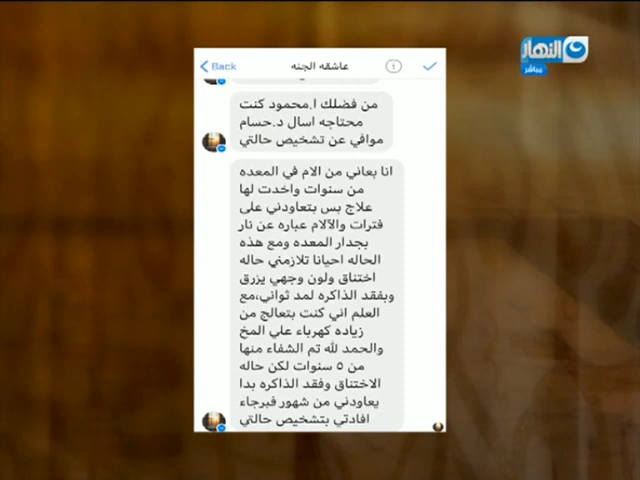 النهار
مباشر
Back
عاشقه الجنه
من فضلك ا.محمود كنت
محتاجه اسال د.حسام
موافي عن تشخيص حالتي
انا بعاني من الام في المعده
من سنوات واخدت لها
علاج بس بتعاودني على
فترات والآلام عباره عن نار
بجدار المعده ومع هذه
الحاله احيانا تلازمني حاله
اختناق ولون وجهي يزرق
وبفقد الذاكره لمد ثواني،مع
العلم اني كنت بتعالج من
زياده كهرباء علي المخ
والحمد لله تم الشفاء منها
من ٥ سنوات لكن حاله
الاختناق وفقد الذاكره بدا
يعاودني من شهور فبرجاء
افادتي بتشخيص حالتي